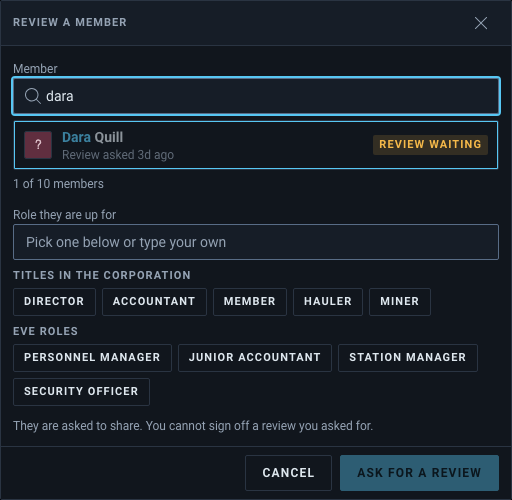 REVIEW A MEMBER
Member
dara
?
Dara Quill
Review asked 3d ago
REVIEW WAITING
1 of 10 members
Role they are up for
Pick one below or type your own
TITLES IN THE CORPORATION
DIRECTOR ACCOUNTANT MEMBER HAULER MINER
EVE ROLES
PERSONNEL MANAGER JUNIOR ACCOUNTANT STATION MANAGER
SECURITY OFFICER
They are asked to share. You cannot sign off a review you asked for.
CANCEL ASK FOR A REVIEW